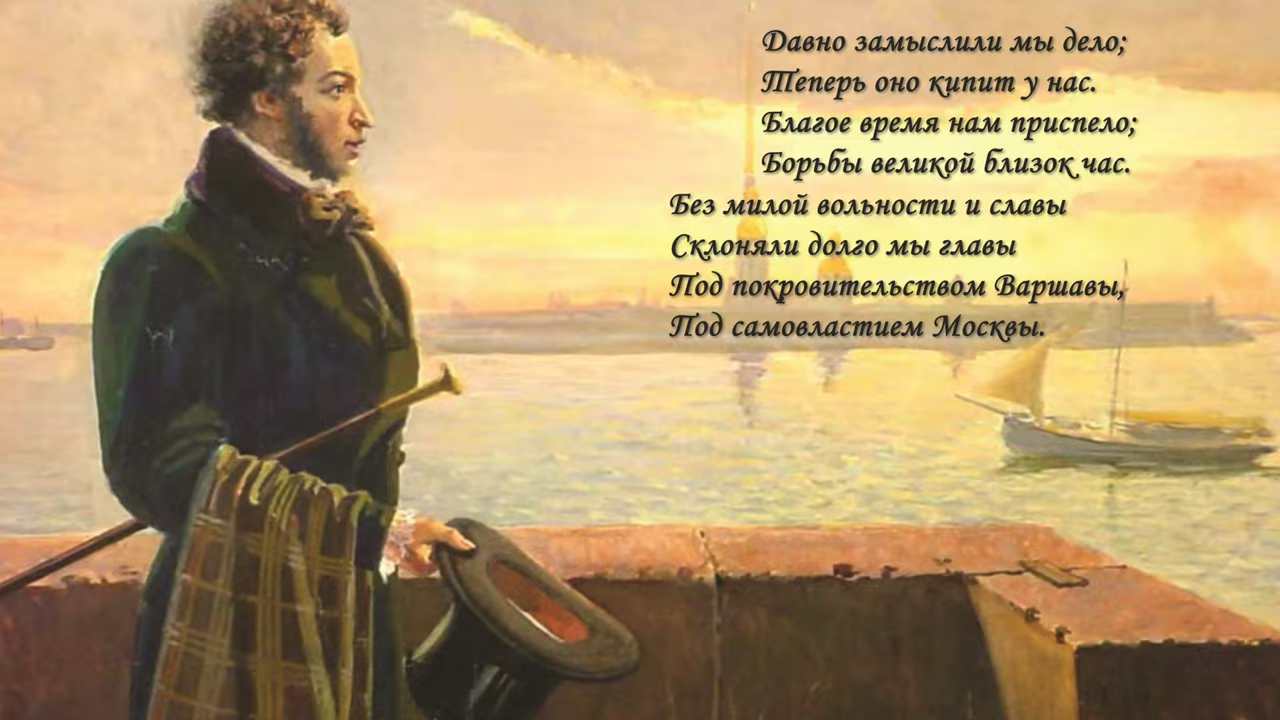 Давно замыслили мы дело;
Теперь оно кипит у нас.
Благое время нам приспело;
Борьбы великой близок час.
Без милой вольности и славы
Склоняли долго мы главы
Под покровительством Варшавы,
Под самовластием Москвы.